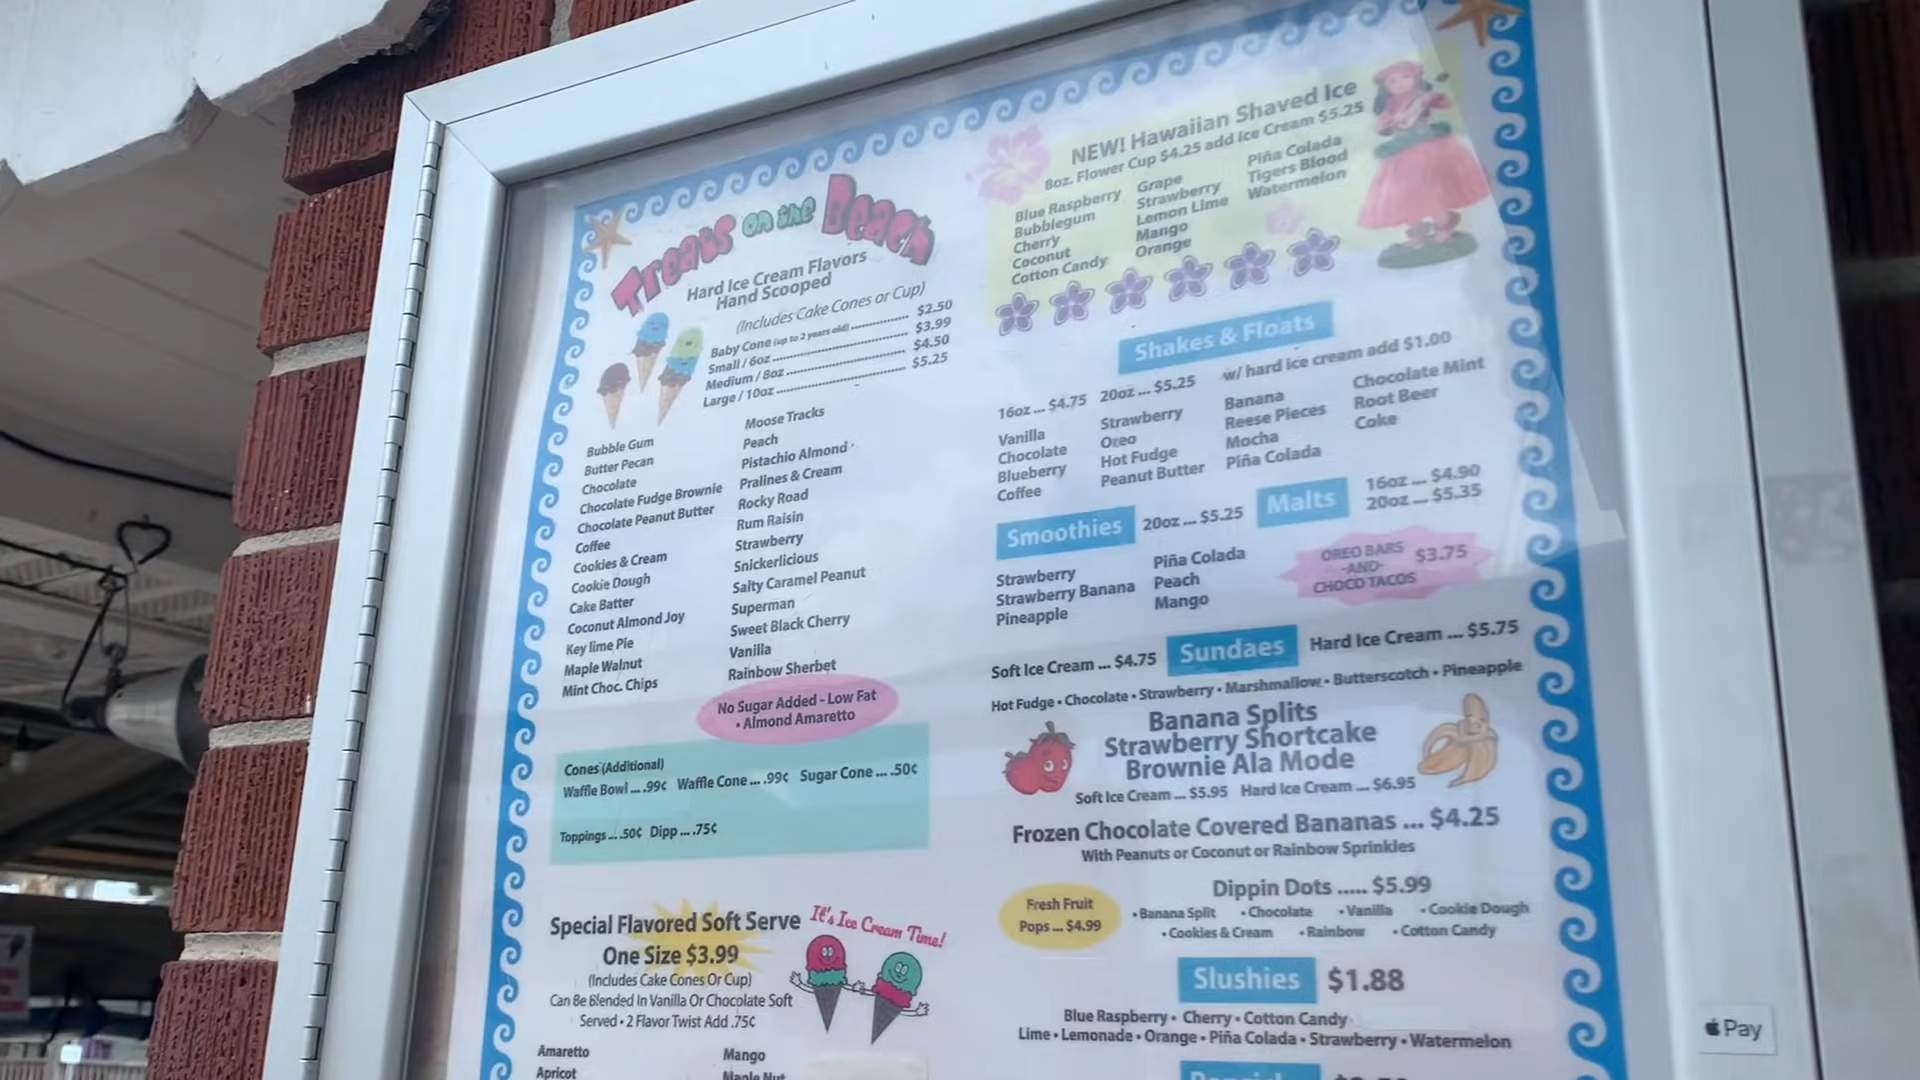 Treats on the Beach
Hard Ice Cream Flavors
Hand Scooped
(Includes Cake Cones or Cup)
Baby Cone (up to 2 years old) ............... $2.50
Small / 6oz ............... $3.99
Medium / 8oz ............... $4.50
Large / 10oz ............... $5.25
Bubble Gum
Butter Pecan
Chocolate
Chocolate Fudge Brownie
Chocolate Peanut Butter
Coffee
Cookies & Cream
Cookie Dough
Cake Batter
Coconut Almond Joy
Key lime Pie
Maple Walnut
Mint Choc. Chips
Moose Tracks
Peach
Pistachio Almond
Pralines & Cream
Rocky Road
Rum Raisin
Strawberry
Snickerlicious
Salty Caramel Peanut
Superman
Sweet Black Cherry
Vanilla
Rainbow Sherbet
No Sugar Added - Low Fat
• Almond Amaretto
Cones (Additional)
Waffle Bowl ... .99¢ Waffle Cone ... .99¢ Sugar Cone ... .50¢
Toppings ... .50¢ Dipp ... .75¢
Special Flavored Soft Serve
One Size $3.99
(Includes Cake Cones Or Cup)
Can Be Blended In Vanilla Or Chocolate Soft
Served • 2 Flavor Twist Add .75¢
It's Ice Cream Time!
Amaretto
Apricot
Mango
Maple Nut
NEW! Hawaiian Shaved Ice
8oz. Flower Cup $4.25 add Ice Cream $5.25
Blue Raspberry
Bubblegum
Cherry
Coconut
Cotton Candy
Grape
Strawberry
Lemon Lime
Mango
Orange
Piña Colada
Tigers Blood
Watermelon
Shakes & Floats
16oz ... $4.75 20oz ... $5.25 w/ hard ice cream add $1.00
Vanilla
Chocolate
Blueberry
Coffee
Strawberry
Oreo
Hot Fudge
Peanut Butter
Banana
Reese Pieces
Mocha
Piña Colada
Chocolate Mint
Root Beer
Coke
Smoothies 20oz ... $5.25
Malts
16oz ... $4.90
20oz ... $5.35
Strawberry
Strawberry Banana
Pineapple
Piña Colada
Peach
Mango
OREO BARS
-AND-
CHOCO TACOS
$3.75
Soft Ice Cream ... $4.75 Sundaes Hard Ice Cream ... $5.75
Hot Fudge • Chocolate • Strawberry • Marshmallow • Butterscotch • Pineapple
Banana Splits
Strawberry Shortcake
Brownie Ala Mode
Soft Ice Cream ... $5.95 Hard Ice Cream ... $6.95
Frozen Chocolate Covered Bananas ... $4.25
With Peanuts or Coconut or Rainbow Sprinkles
Fresh Fruit
Pops ... $4.99
Dippin Dots ..... $5.99
• Banana Split • Chocolate • Vanilla • Cookie Dough
• Cookies & Cream • Rainbow • Cotton Candy
Slushies $1.88
Blue Raspberry • Cherry • Cotton Candy
Lime • Lemonade • Orange • Piña Colada • Strawberry • Watermelon
Pay